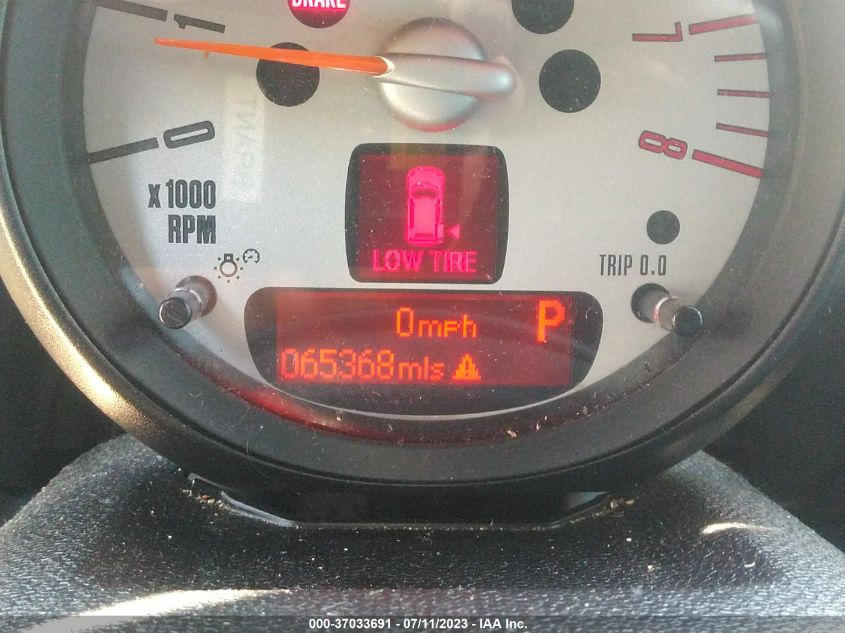 BRAKE
1
7
0
8
x 1000
RPM
LOW TIRE
TRIP 0.0
0mph P
065368mls
000-37033691 - 07/11/2023 - IAA Inc.